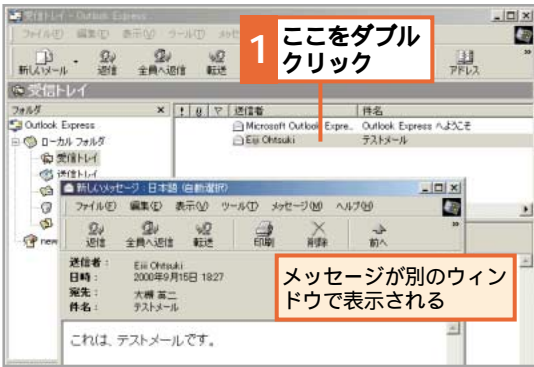 受信トレイ - Outlook Express
ファイル(F) 編集(E) 表示(V) ツール(T)
新しいメール 返信 全員へ返信 転送 アドレス
1 ここをダブル
クリック
受信トレイ
フォルダ
Outlook Express
ローカル フォルダ
受信トレイ
送信トレイ
new
送信者 件名
Microsoft Outlook Expre... Outlook Express へようこそ
Eiji Ohtsuki テストメール
新しいメッセージ : 日本語 (自動選択)
ファイル(F) 編集(E) 表示(V) ツール(T) メッセージ(M) ヘルプ(H)
返信 全員へ返信 転送 印刷 削除 前へ
送信者 : Eiji Ohtsuki
日時 : 2000年9月15日 18:27
宛先 : 大槻 英二
件名 : テストメール
メッセージが別のウィン
ドウで表示される
これは、テストメールです。